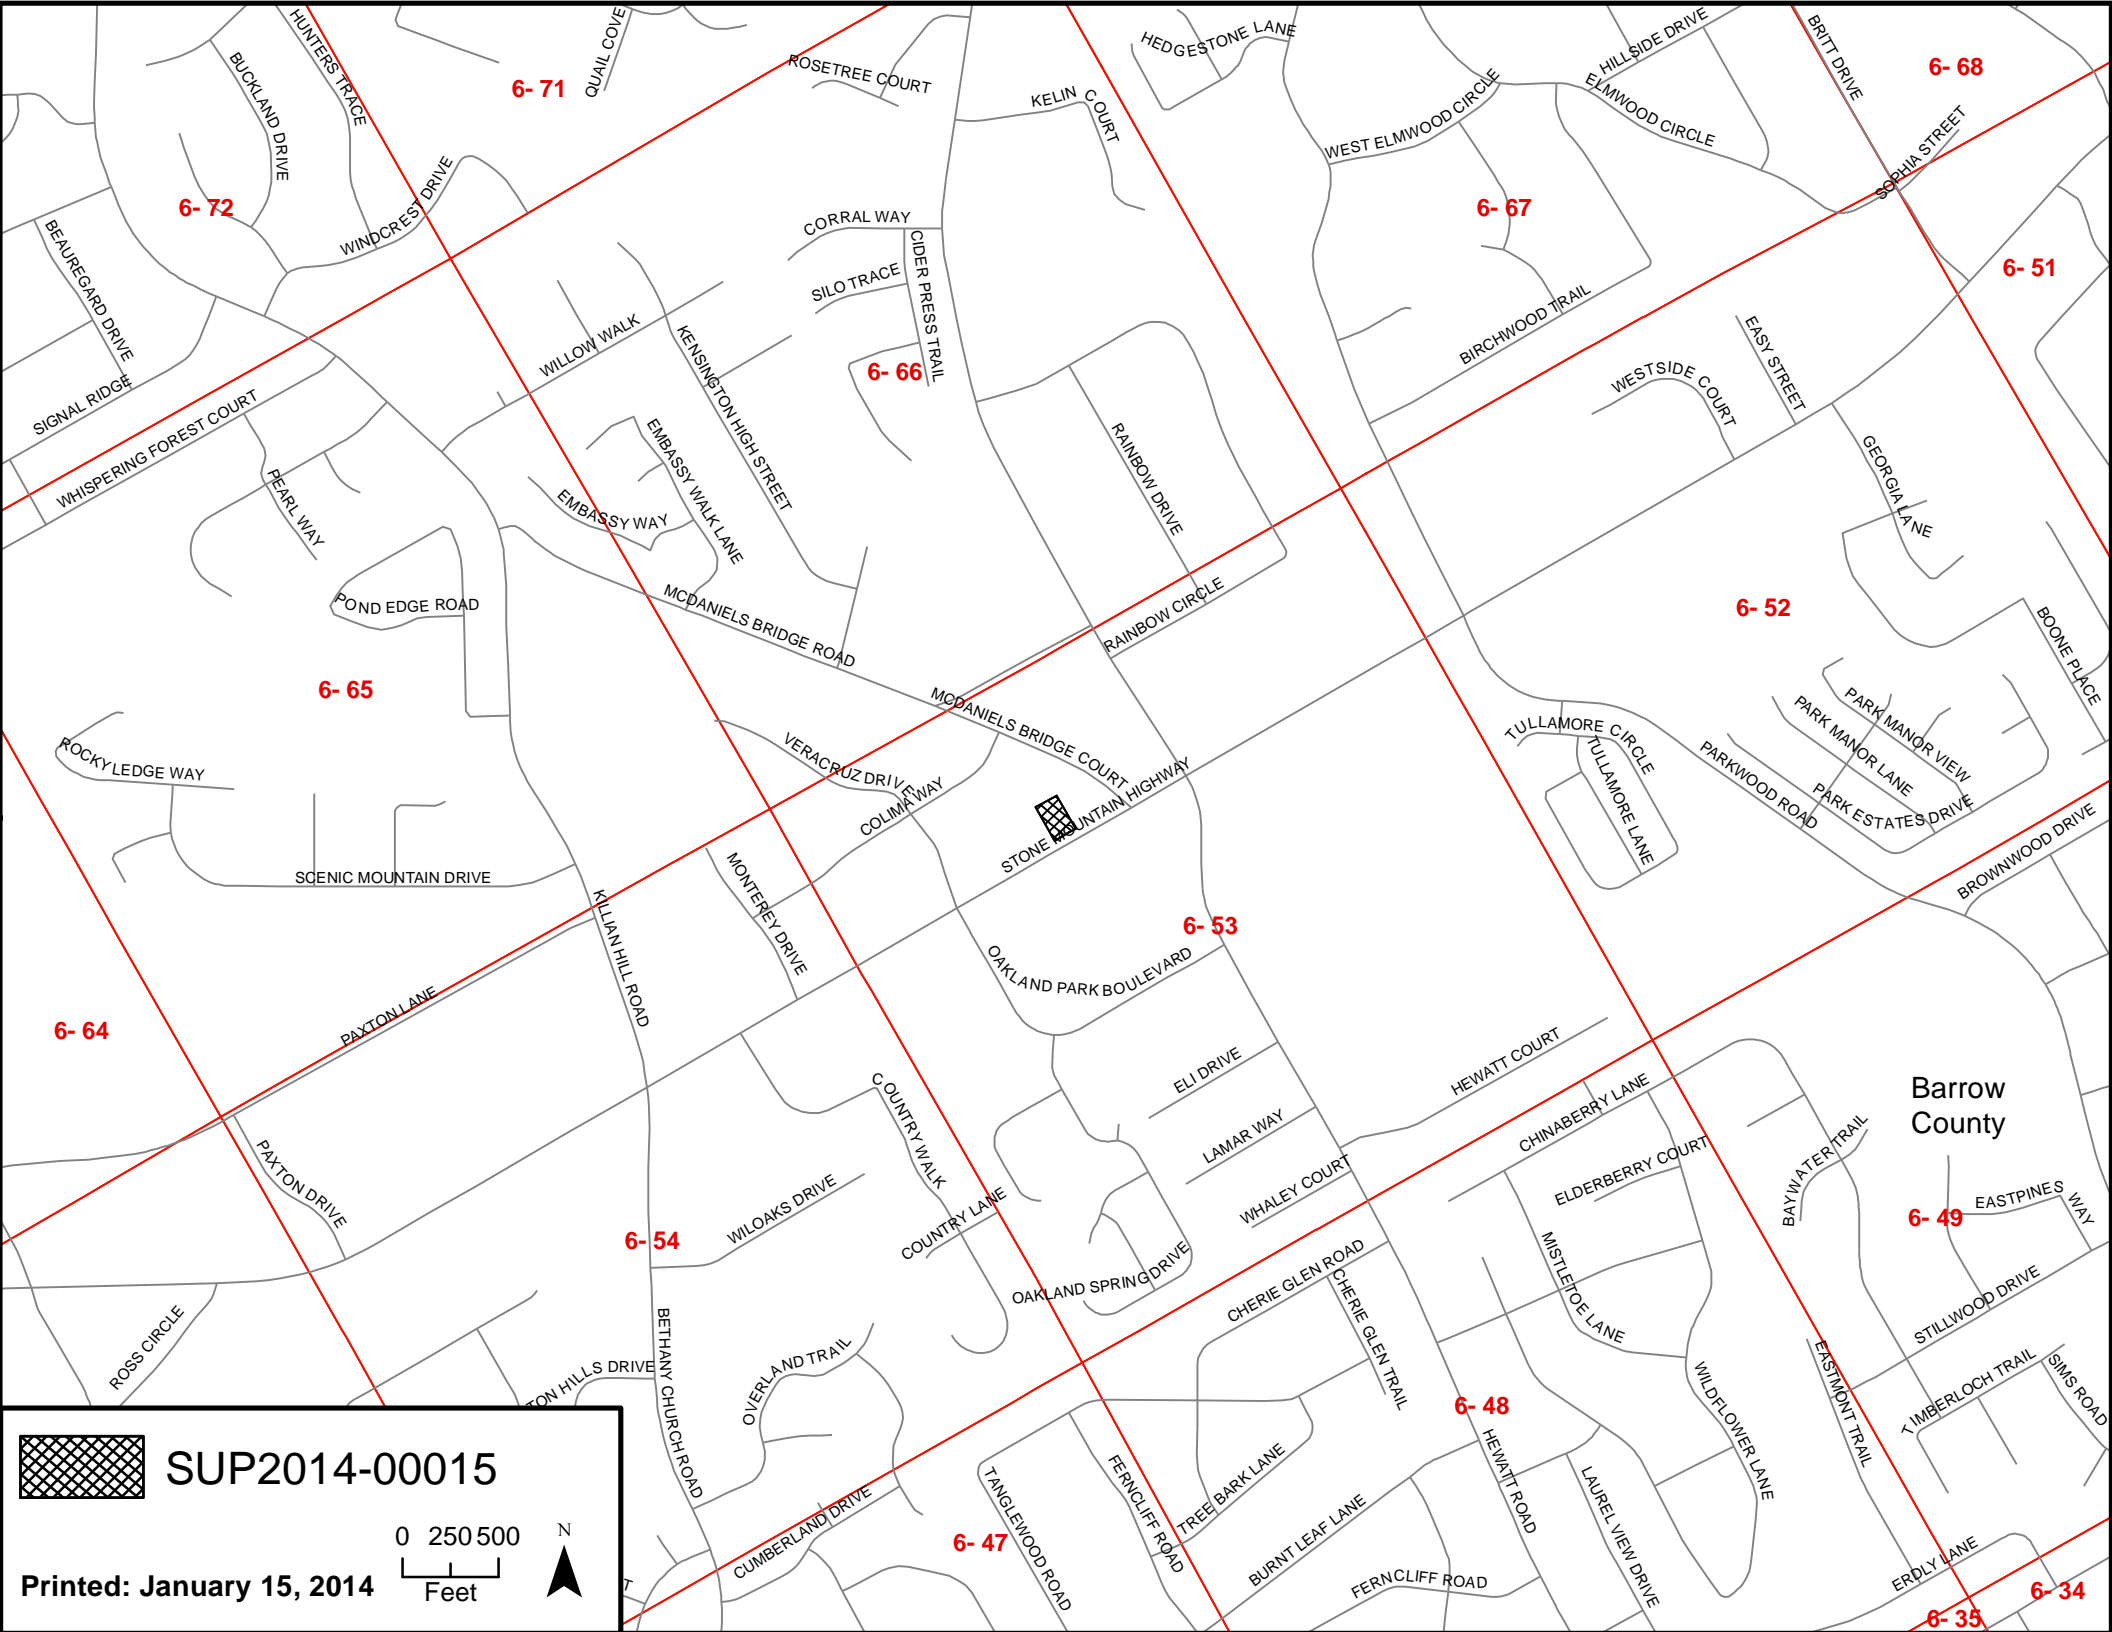 HUNTERS TRACE
QUAIL COVE
HEDGESTONE LANE
HILLSIDE DRIVE
BRITT DRIVE
6- 68
BUCKLAND DRIVE
6- 71
ROSETREE COURT
KELIN COURT
WEST ELMWOOD CIRCLE
ELMWOOD CIRCLE
SOPHIA STREET
6- 72
WINDCREST DRIVE
CORRAL WAY
6- 67
6- 51
BEAUREGARD DRIVE
SILO TRACE
CIDER PRESS TRAIL
WILLOW WALK
KENSINGTON HIGH STREET
6- 66
BIRCHWOOD TRAIL
EASY STREET
WESTSIDE COURT
SIGNAL RIDGE
WHISPERING FOREST COURT
EMBASSY WALK LANE
RAINBOW DRIVE
GEORGIA LANE
PEARL WAY
EMBASSY WAY
POND EDGE ROAD
MCDANIELS BRIDGE ROAD
RAINBOW CIRCLE
6- 52
BOONE PLACE
6- 65
MCDANIELS BRIDGE COURT
TULLAMORE CIRCLE
TULLAMORE LANE
PARK MANOR VIEW
PARK MANOR LANE
PARKWOOD ROAD
PARK ESTATES DRIVE
ROCKY LEDGE WAY
VERACRUZ DRIVE
COLIMA WAY
STONE MOUNTAIN HIGHWAY
BROWNWOOD DRIVE
SCENIC MOUNTAIN DRIVE
MONTEREY DRIVE
KILLIAN HILL ROAD
6- 53
OAKLAND PARK BOULEVARD
PAXTON LANE
6- 64
ELI DRIVE
HEWATT COURT
COUNTRY WALK
CHINABERRY LANE
Barrow
County
PAXTON DRIVE
LAMAR WAY
WHALEY COURT
ELDERBERRY COURT
BAYWATER TRAIL
WILOAKS DRIVE
COUNTRY LANE
6- 54
6- 49
EASTPINES WAY
OAKLAND SPRING DRIVE
CHERIE GLEN ROAD
CHERIE GLEN TRAIL
MISTLETOE LANE
STILLWOOD DRIVE
ROSS CIRCLE
BETHANY CHURCH ROAD
TON HILLS DRIVE
OVERLAND TRAIL
6- 48
WILDFLOWER LANE
EASTMONT TRAIL
TIMBERLOCH TRAIL
SIMS ROAD
HEWATT ROAD
TANGLEWOOD ROAD
FERNCLIFF ROAD
TREE BARK LANE
LAUREL VIEW DRIVE
CUMBERLAND DRIVE
6- 47
BURNT LEAF LANE
FERNCLIFF ROAD
ERDLY LANE
6- 34
6- 35
T
SUP2014-00015
0 250 500
Feet
N
Printed: January 15, 2014